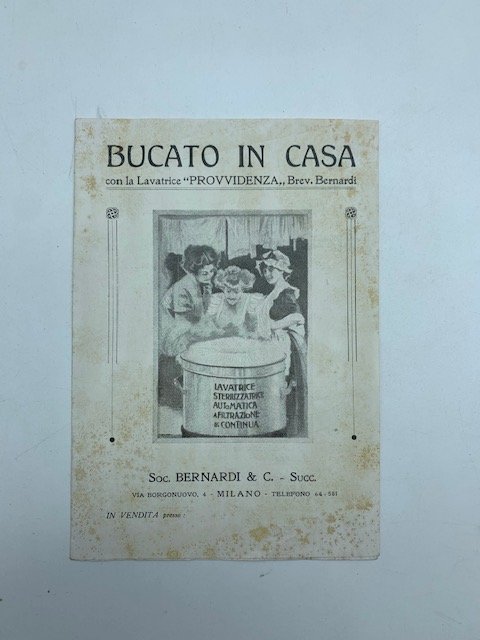 BUCATO IN CASA
con la Lavatrice "PROVVIDENZA,, Brev. Bernardi
LAVATRICE
STERILIZZATRICE
AUTOMATICA
A FILTRAZIONE
CONTINUA
Soc. BERNARDI & C. - Succ.
VIA BORGONUOVO, 4 - MILANO - TELEFONO 64-581
IN VENDITA presso :